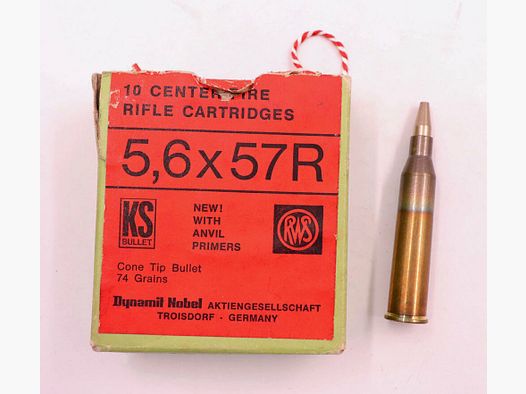 10 CENTER FIRE
RIFLE CARTRIDGES
5,6x57R
KS
BULLET
NEW!
WITH
ANVIL
PRIMERS
RWS
Cone Tip Bullet
74 Grains
Dynamit Nobel AKTIENGESELLSCHAFT
TROISDORF · GERMANY